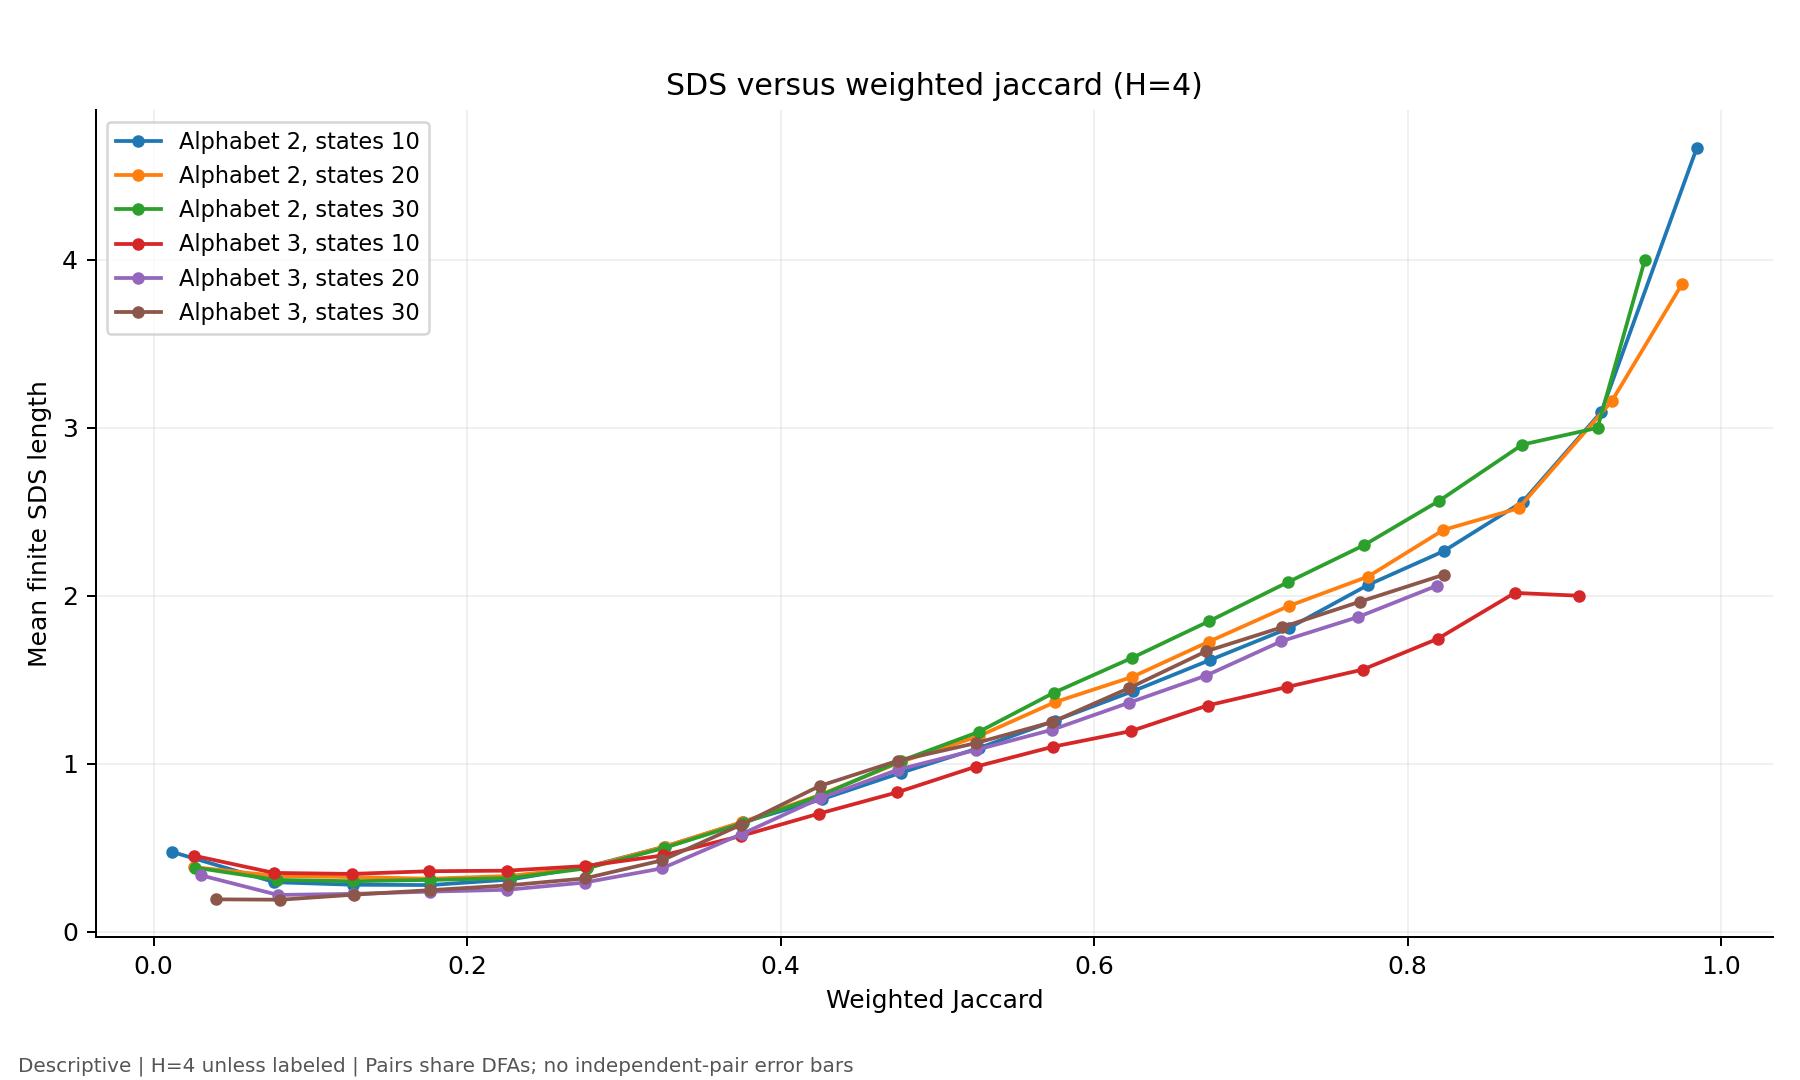 SDS versus weighted jaccard (H=4)
Alphabet 2, states 10
Alphabet 2, states 20
Alphabet 2, states 30
Alphabet 3, states 10
Alphabet 3, states 20
Alphabet 3, states 30
Mean finite SDS length
4
3
2
1
0
0.0 0.2 0.4 0.6 0.8 1.0
Weighted Jaccard
Descriptive | H=4 unless labeled | Pairs share DFAs; no independent-pair error bars